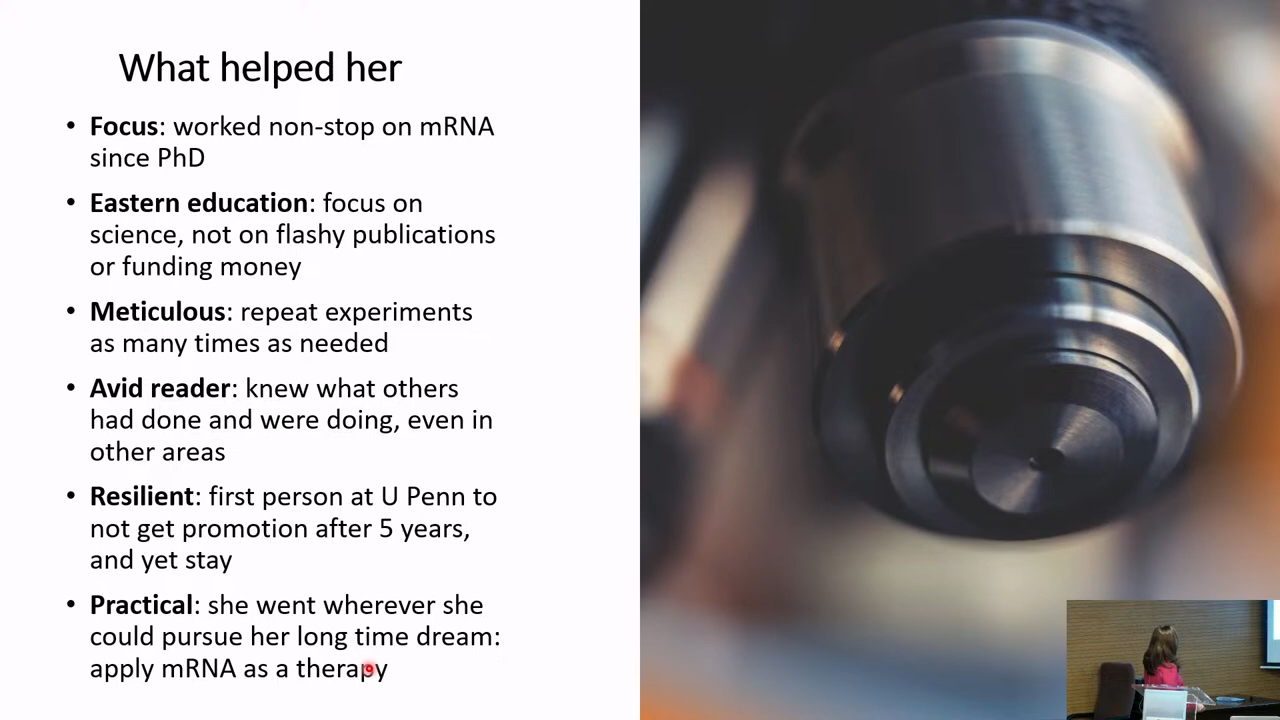 What helped her
• Focus: worked non-stop on mRNA
since PhD
• Eastern education: focus on
science, not on flashy publications
or funding money
• Meticulous: repeat experiments
as many times as needed
• Avid reader: knew what others
had done and were doing, even in
other areas
• Resilient: first person at U Penn to
not get promotion after 5 years,
and yet stay
• Practical: she went wherever she
could pursue her long time dream:
apply mRNA as a therapy